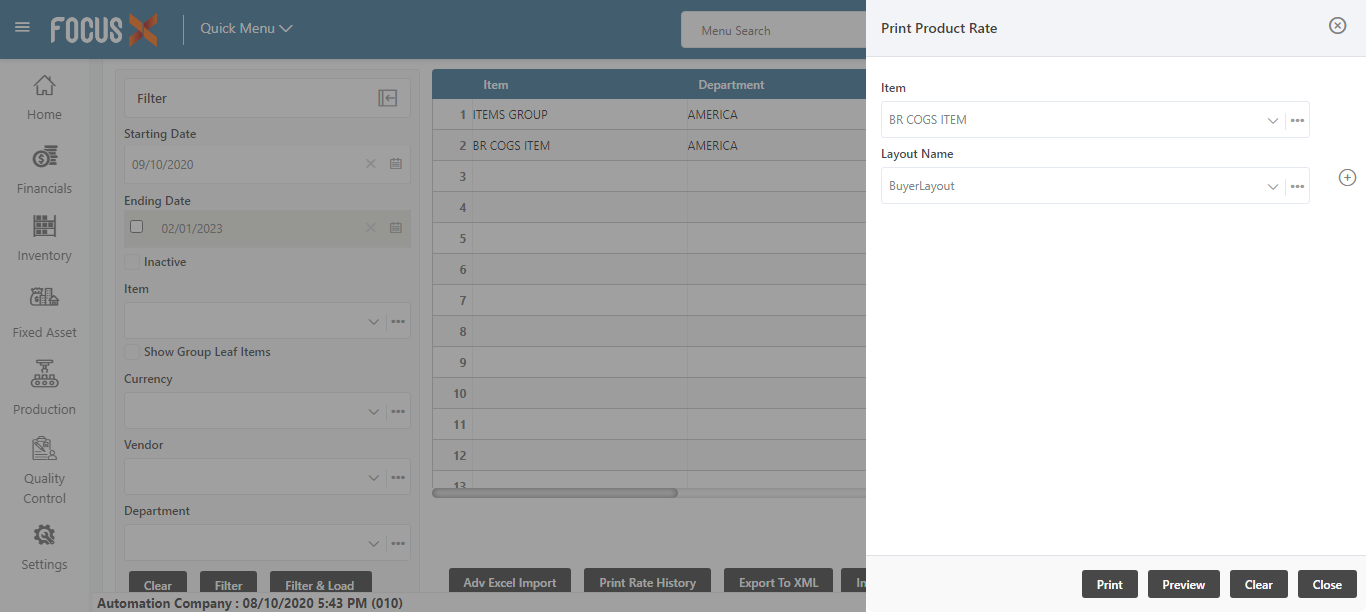 FOCUS X
Quick Menu
Menu Search
Home
Financials
Inventory
Fixed Asset
Production
Quality
Control
Settings
Filter
Starting Date
09/10/2020
Ending Date
02/01/2023
Inactive
Item
Show Group Leaf Items
Currency
Vendor
Department
Clear
Filter
Filter & Load
Item Department
1 ITEMS GROUP AMERICA
2 BR COGS ITEM AMERICA
3
4
5
6
7
8
9
10
11
12
13
Adv Excel Import
Print Rate History
Export To XML
Automation Company : 08/10/2020 5:43 PM (010)
Print Product Rate
Item
BR COGS ITEM
Layout Name
BuyerLayout
Print
Preview
Clear
Close